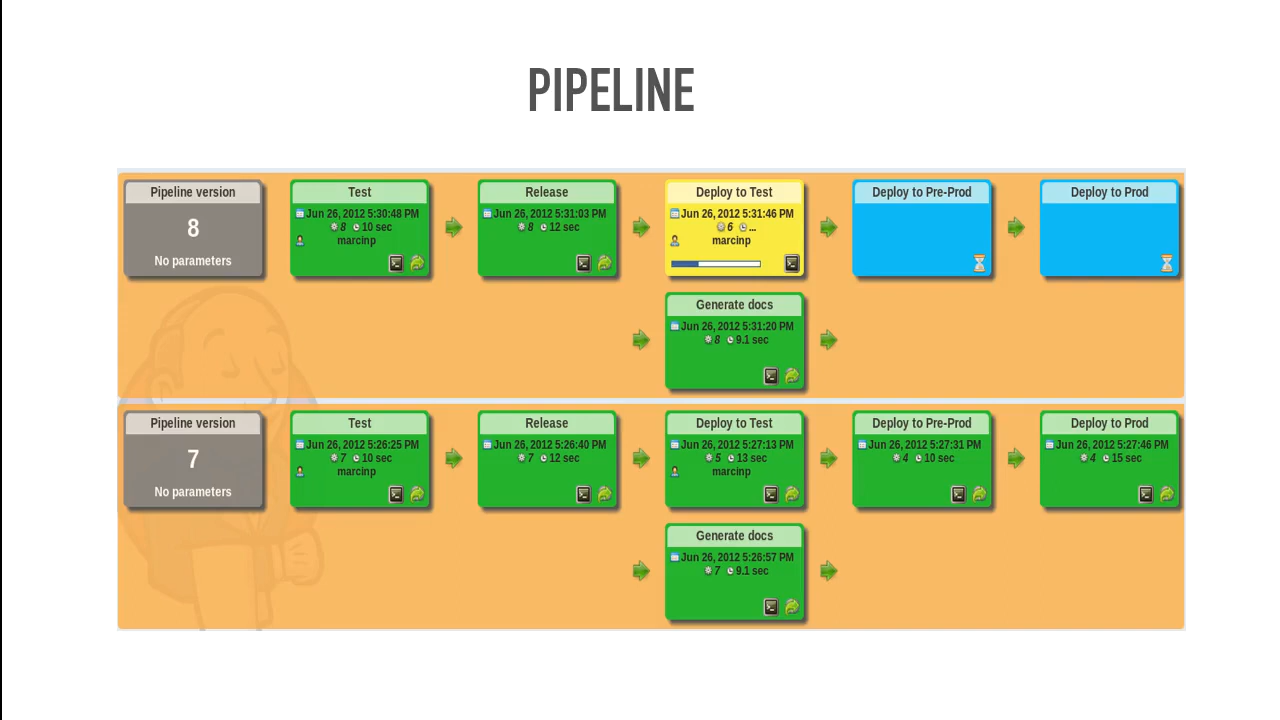 PIPELINE
Pipeline version
8
No parameters
Test
Jun 26, 2012 5:30:48 PM
8 10 sec
marcinp
Release
Jun 26, 2012 5:31:03 PM
8 12 sec
Deploy to Test
Jun 26, 2012 5:31:46 PM
6 ...
marcinp
Deploy to Pre-Prod
Deploy to Prod
Generate docs
Jun 26, 2012 5:31:20 PM
8 9.1 sec
Pipeline version
7
No parameters
Test
Jun 26, 2012 5:26:25 PM
7 10 sec
marcinp
Release
Jun 26, 2012 5:26:40 PM
7 12 sec
Deploy to Test
Jun 26, 2012 5:27:13 PM
5 13 sec
marcinp
Deploy to Pre-Prod
Jun 26, 2012 5:27:31 PM
4 10 sec
Deploy to Prod
Jun 26, 2012 5:27:46 PM
4 15 sec
Generate docs
Jun 26, 2012 5:26:57 PM
7 9.1 sec